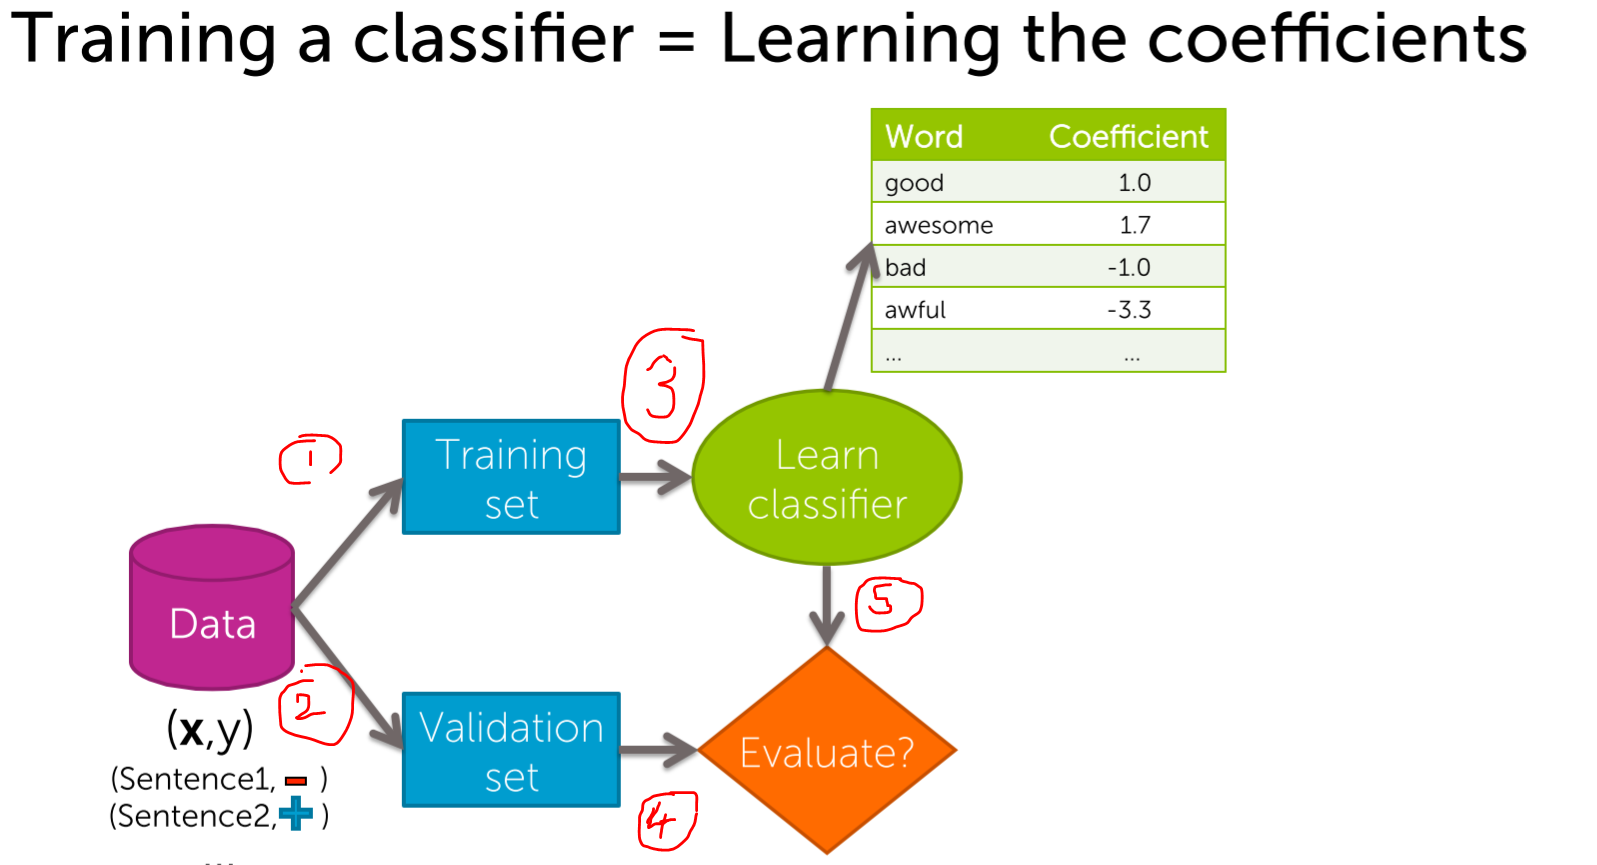 Training a classifier = Learning the coefficients
Word Coefficient
good 1.0
awesome 1.7
bad -1.0
awful -3.3
... ...
3
1
Training
set
Learn
classifier
5
Data
2
(x,y)
(Sentence1, - )
(Sentence2,+ )
...
Validation
set
Evaluate?
4